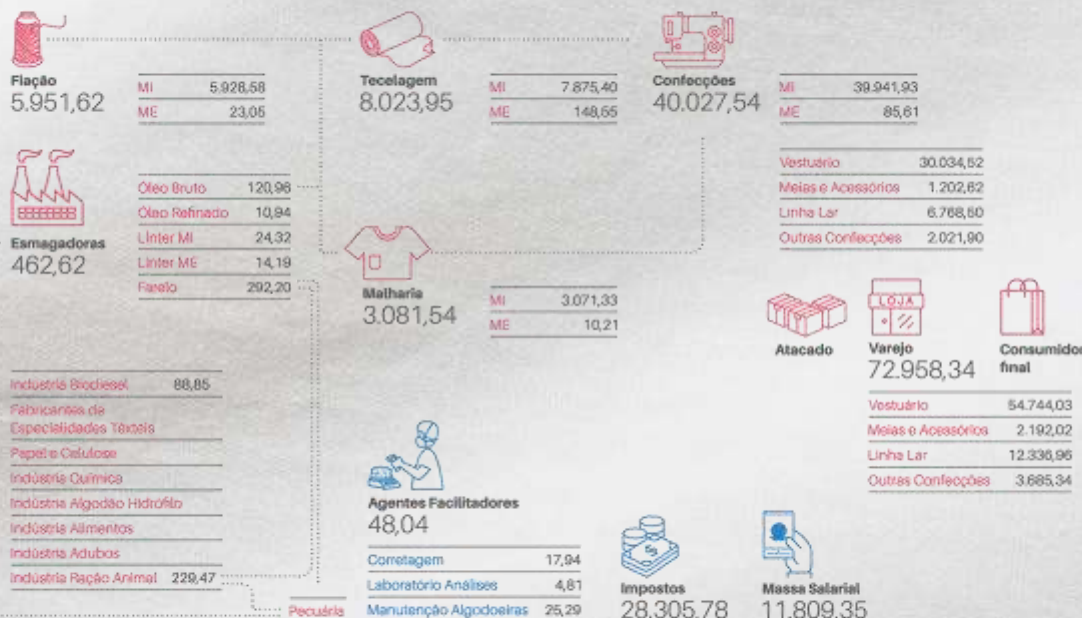 Fiação
5.951,62
MI 5.928,58
ME 23,05
Tecelagem
8.023,95
MI 7.875,40
ME 148,55
Confecções
40.027,54
MI 39.941,93
ME 85,61
Vestuário 30.034,52
Meias e Acessórios 1.202,62
Linha Lar 6.768,50
Outras Confecções 2.021,90
Esmagadoras
462,62
Óleo Bruto 120,96
Óleo Refinado 10,94
Línter MI 24,32
Línter ME 14,19
Farelo 292,20
Malharia
3.081,54
MI 3.071,33
ME 10,21
Atacado
LOJA
Varejo
72.958,34
Consumidor
final
Vestuário 54.744,03
Meias e Acessórios 2.192,02
Linha Lar 12.336,96
Outras Confecções 3.685,34
Indústria Biodiesel 88,85
Fabricantes de
Especialidades Têxteis
Papel e Celulose
Indústria Química
Indústria Algodão Hidrófilo
Indústria Alimentos
Indústria Adubos
Indústria Ração Animal 229,47
Pecuária
Agentes Facilitadores
48,04
Corretagem 17,94
Laboratório Análises 4,81
Manutenção Algodoeiras 25,29
Impostos
28.305,78
Massa Salarial
11.809,35